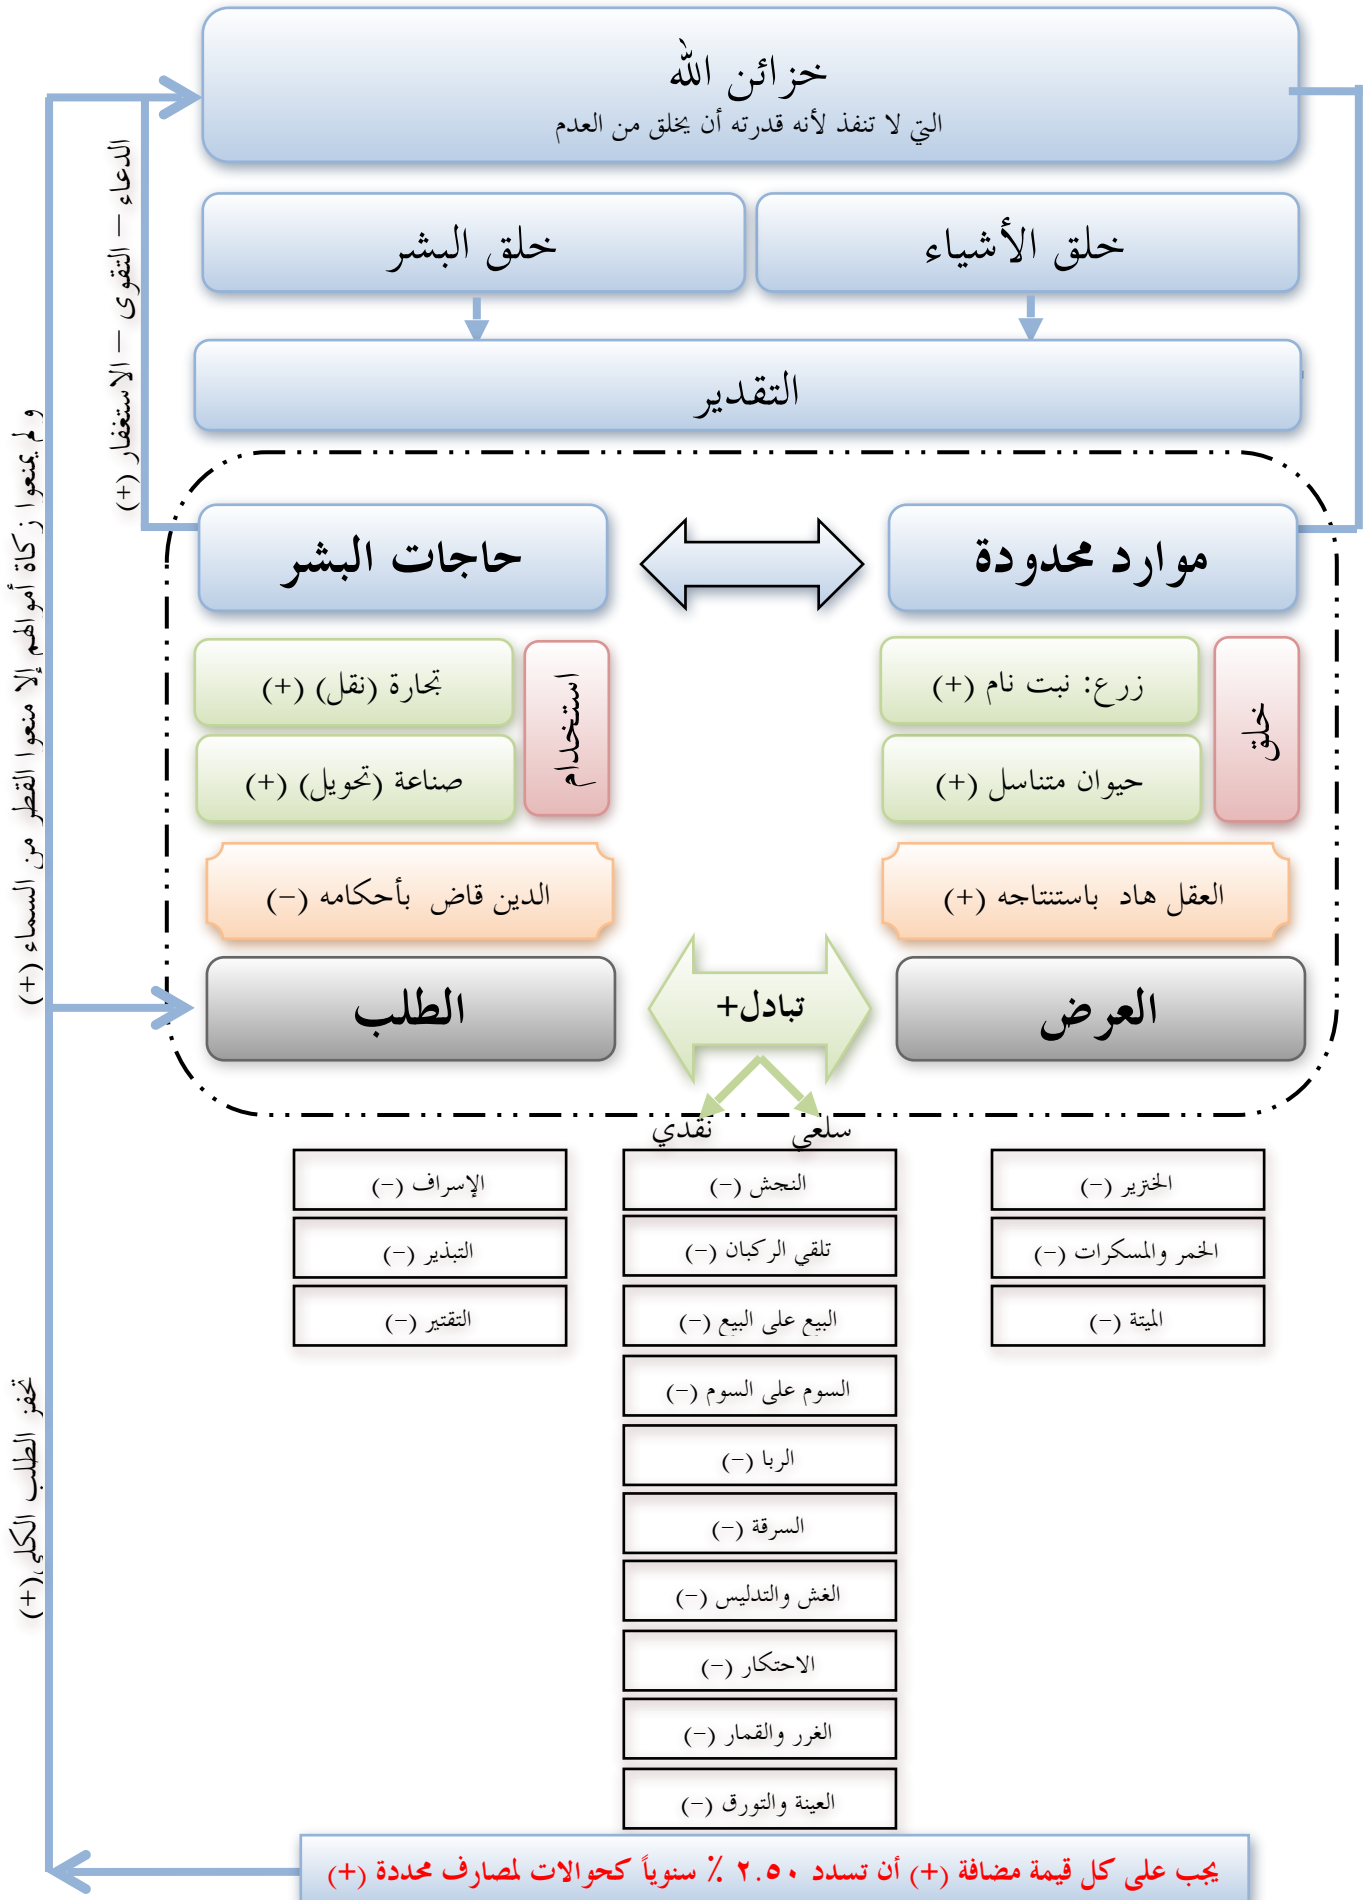 خزائن الله
التي لا تنفذ لأنه قدرته أن يخلق من العدم
خلق الأشياء
خلق البشر
التقدير
الدعاء – التقوى – الاستغفار (+)
و لم يمنعوا زكاة أموالهم إلا منعوا القطر من السماء (+)
موارد محدودة
حاجات البشر
خلق
زرع: نبت نام (+)
حيوان متناسل (+)
استخدام
تجارة (نقل) (+)
صناعة (تحويل) (+)
العقل هاد باستنتاجه (+)
الدين قاض بأحكامه (–)
العرض
تبادل+
الطلب
سلعي
نقدي
الخنزير (–)
الخمر والمسكرات (–)
الميتة (–)
النجش (–)
تلقي الركبان (–)
البيع على البيع (–)
السوم على السوم (–)
الربا (–)
السرقة (–)
الغش والتدليس (–)
الاحتكار (–)
الغرر والقمار (–)
العينة والتورق (–)
الإسراف (–)
التبذير (–)
التقتير (–)
تحفز الطلب الكلي(+)
يجب على كل قيمة مضافة (+) أن تسدد ٢.٥٠ ٪ سنوياً كحوالات لمصارف محددة (+)